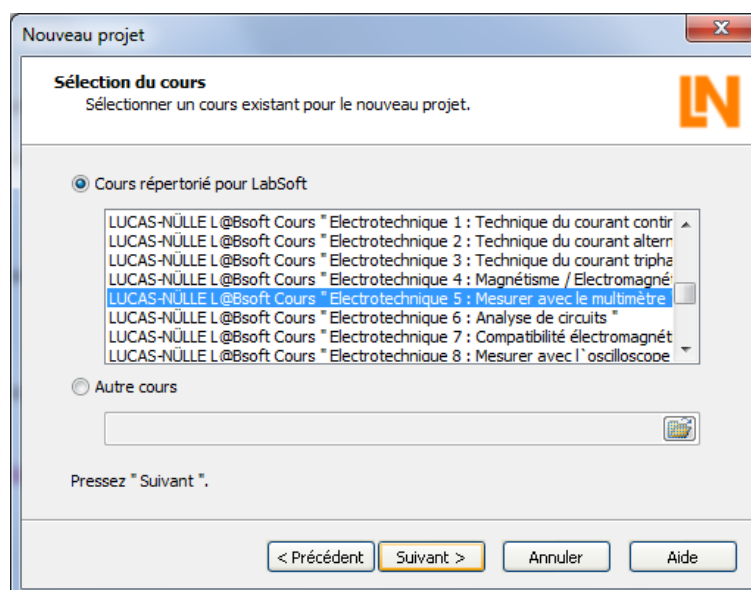 Nouveau projet
Sélection du cours
Sélectionner un cours existant pour le nouveau projet.
LN
Cours répertorié pour LabSoft
LUCAS-NÜLLE L@Bsoft Cours " Electrotechnique 1 : Technique du courant contin
LUCAS-NÜLLE L@Bsoft Cours " Electrotechnique 2 : Technique du courant altern
LUCAS-NÜLLE L@Bsoft Cours " Electrotechnique 3 : Technique du courant tripha
LUCAS-NÜLLE L@Bsoft Cours " Electrotechnique 4 : Magnétisme / Electromagné
LUCAS-NÜLLE L@Bsoft Cours " Electrotechnique 5 : Mesurer avec le multimètre
LUCAS-NÜLLE L@Bsoft Cours " Electrotechnique 6 : Analyse de circuits "
LUCAS-NÜLLE L@Bsoft Cours " Electrotechnique 7 : Compatibilité électromagnét
LUCAS-NÜLLE L@Bsoft Cours " Electrotechnique 8 : Mesurer avec l`oscilloscope
Autre cours
Pressez " Suivant ".
< Précédent Suivant > Annuler Aide